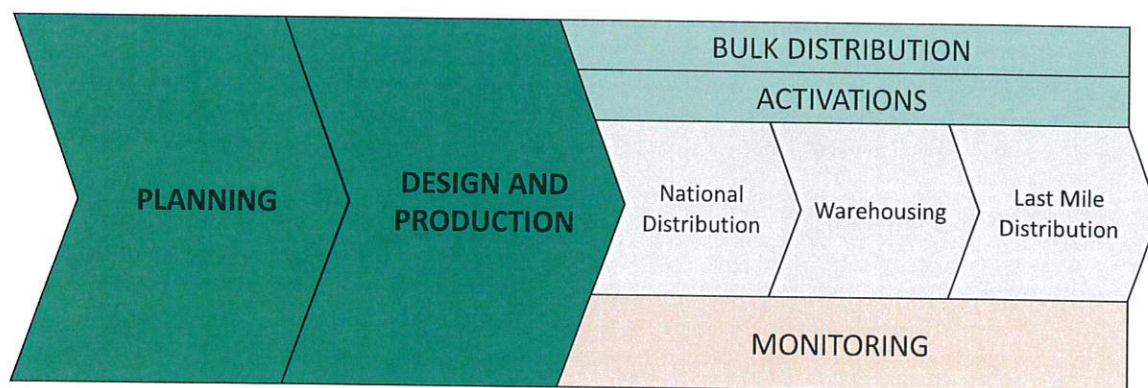 PLANNING
DESIGN AND
PRODUCTION
BULK DISTRIBUTION
ACTIVATIONS
National
Distribution
Warehousing
Last Mile
Distribution
MONITORING